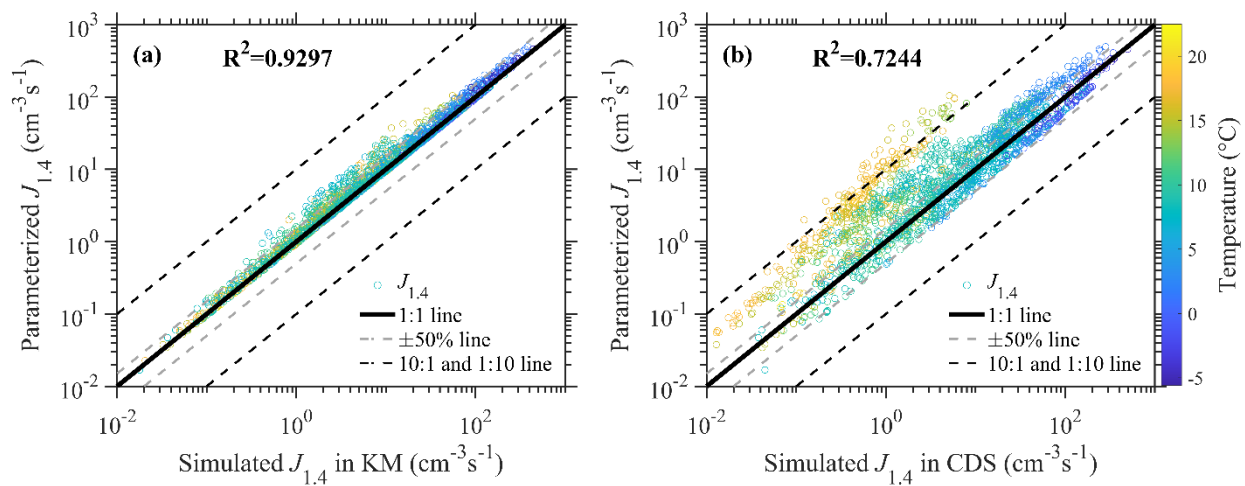 (a) R²=0.9297
Parameterized J₁.₄ (cm⁻³s⁻¹)
10³
10²
10¹
10⁰
10⁻¹
10⁻²
J₁.₄
1:1 line
±50% line
10:1 and 1:10 line
10⁻² 10⁰ 10²
Simulated J₁.₄ in KM (cm⁻³s⁻¹)
(b) R²=0.7244
Parameterized J₁.₄ (cm⁻³s⁻¹)
10³
10²
10¹
10⁰
10⁻¹
10⁻²
J₁.₄
1:1 line
±50% line
10:1 and 1:10 line
10⁻² 10⁰ 10²
Simulated J₁.₄ in CDS (cm⁻³s⁻¹)
20
15
10
5
0
-5
Temperature (°C)